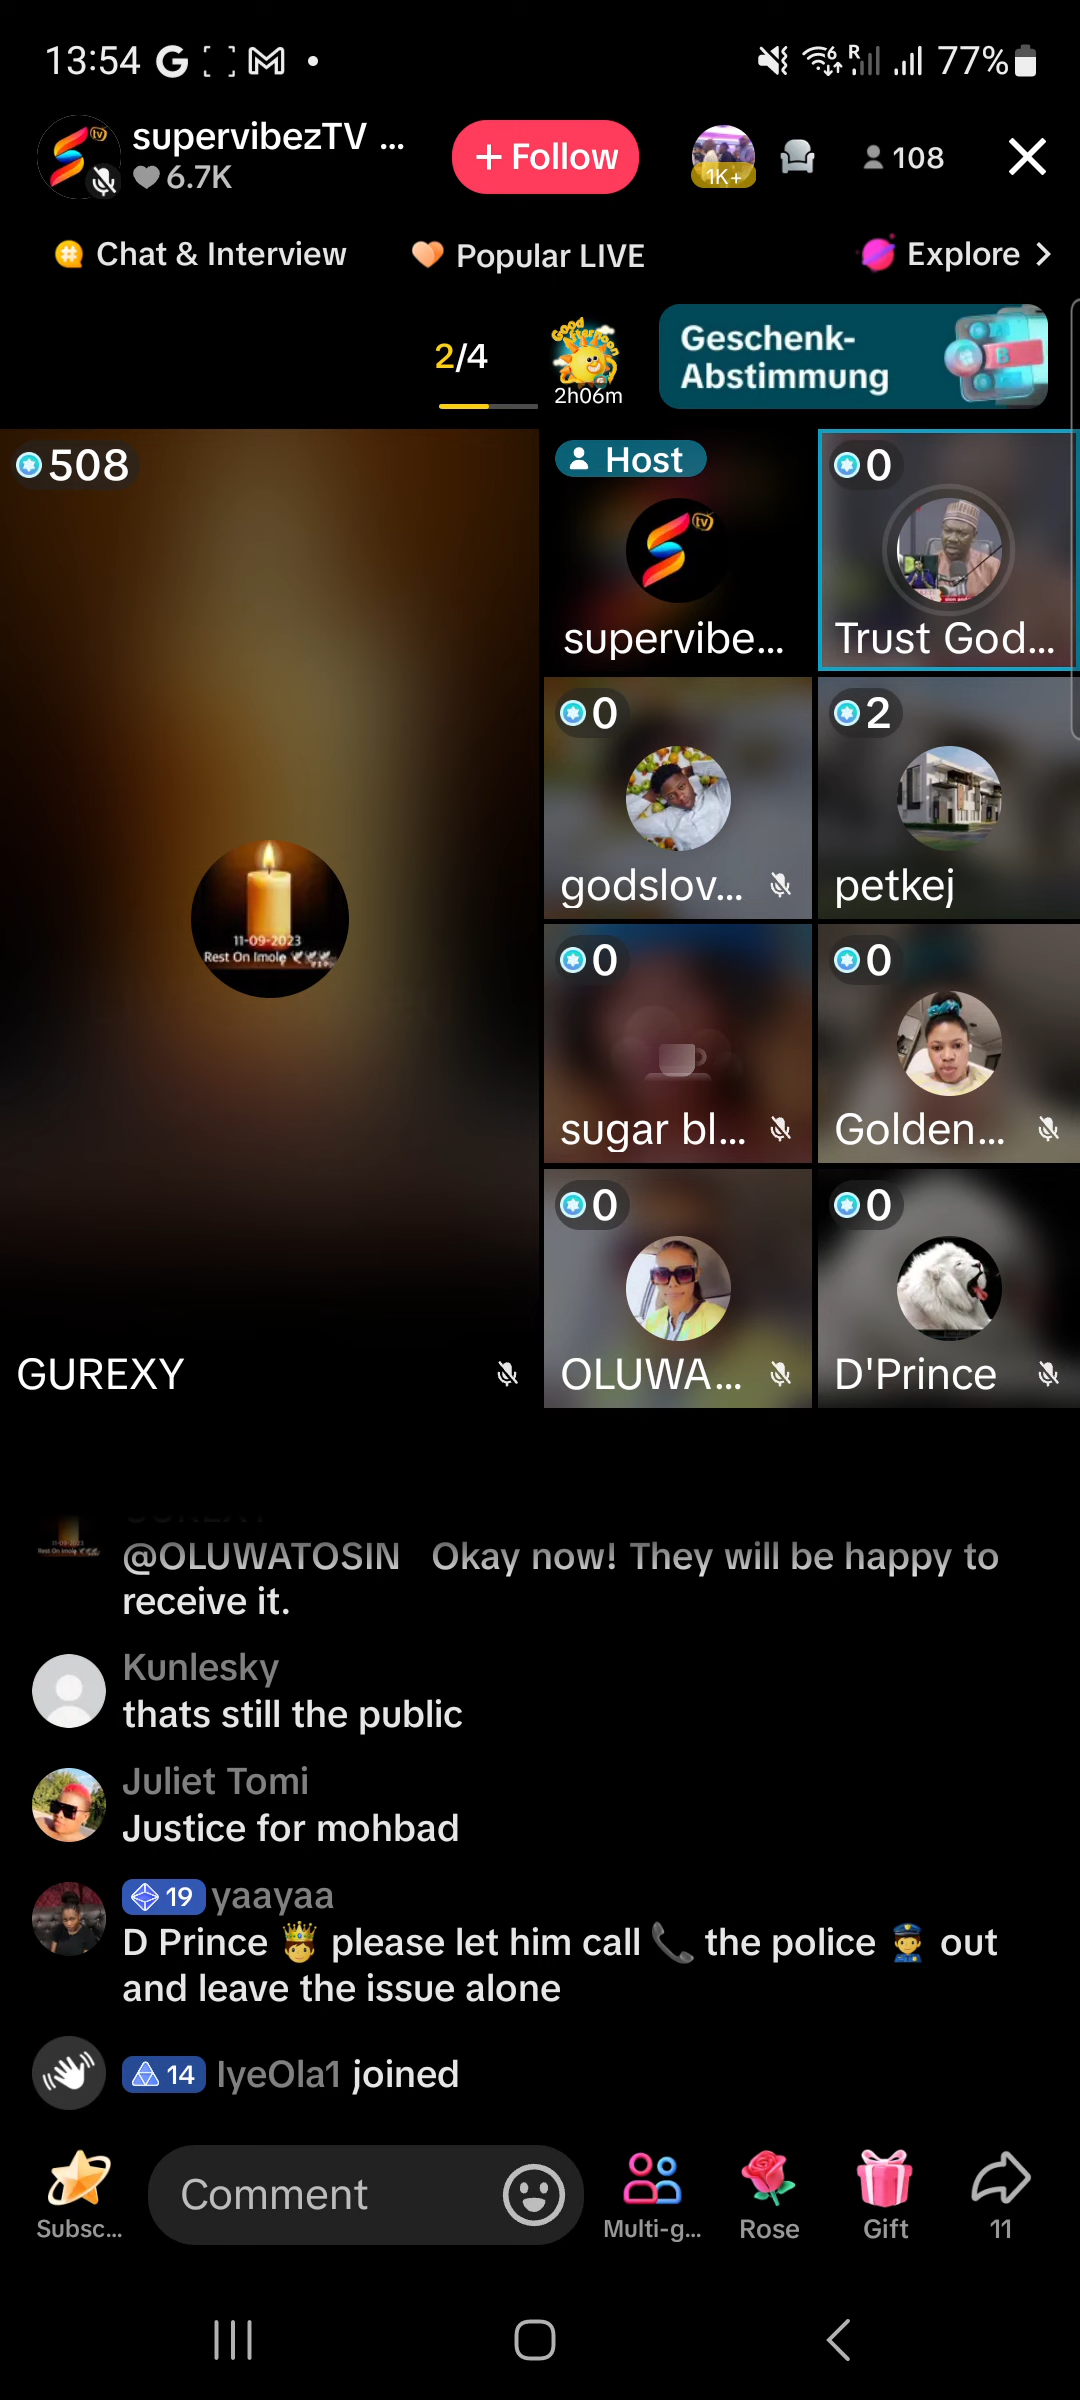 13:54
77%
supervibezTV ...
6.7K
+ Follow
1K+
108
Chat & Interview
Popular LIVE
Explore
2/4
Good
Afternoon
2h06m
Geschenk-
Abstimmung
508
Host
tv
supervibe...
0
Trust God...
0
godslov...
2
petkej
11-09-2023
Rest On Imole
0
sugar bl...
0
Golden...
0
OLUWA...
0
D'Prince
GUREXY
@OLUWATOSIN Okay now! They will be happy to
receive it.
Kunlesky
thats still the public
Juliet Tomi
Justice for mohbad
19 yaayaa
D Prince 🤴 please let him call 📞 the police 👮 out
and leave the issue alone
14 IyeOla1 joined
Comment
Subsc...
Multi-g...
Rose
Gift
11